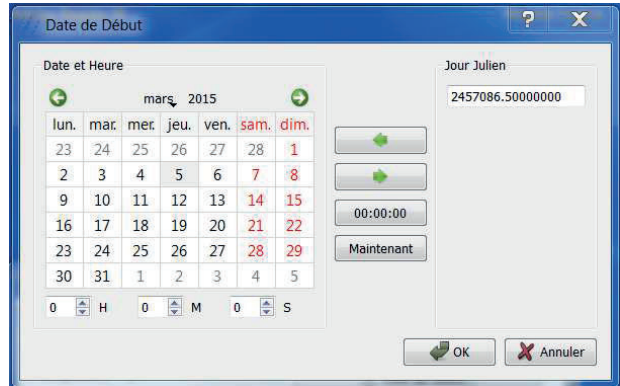 Date de Début
? X
Date et Heure
mars 2015
lun. mar. mer. jeu. ven. sam. dim.
23 24 25 26 27 28 1
2 3 4 5 6 7 8
9 10 11 12 13 14 15
16 17 18 19 20 21 22
23 24 25 26 27 28 29
30 31 1 2 3 4 5
0 H 0 M 0 S
00:00:00
Maintenant
Jour Julien
2457086.50000000
OK
Annuler